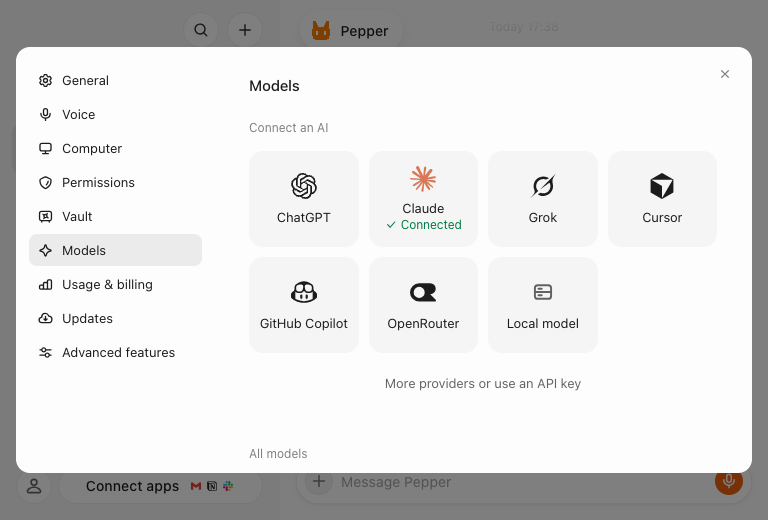 Pepper
Today 17:38
General
Voice
Computer
Permissions
Vault
Models
Usage & billing
Updates
Advanced features
Models
Connect an AI
ChatGPT
Claude
Connected
Grok
Cursor
GitHub Copilot
OpenRouter
Local model
More providers or use an API key
All models
Connect apps
Message Pepper